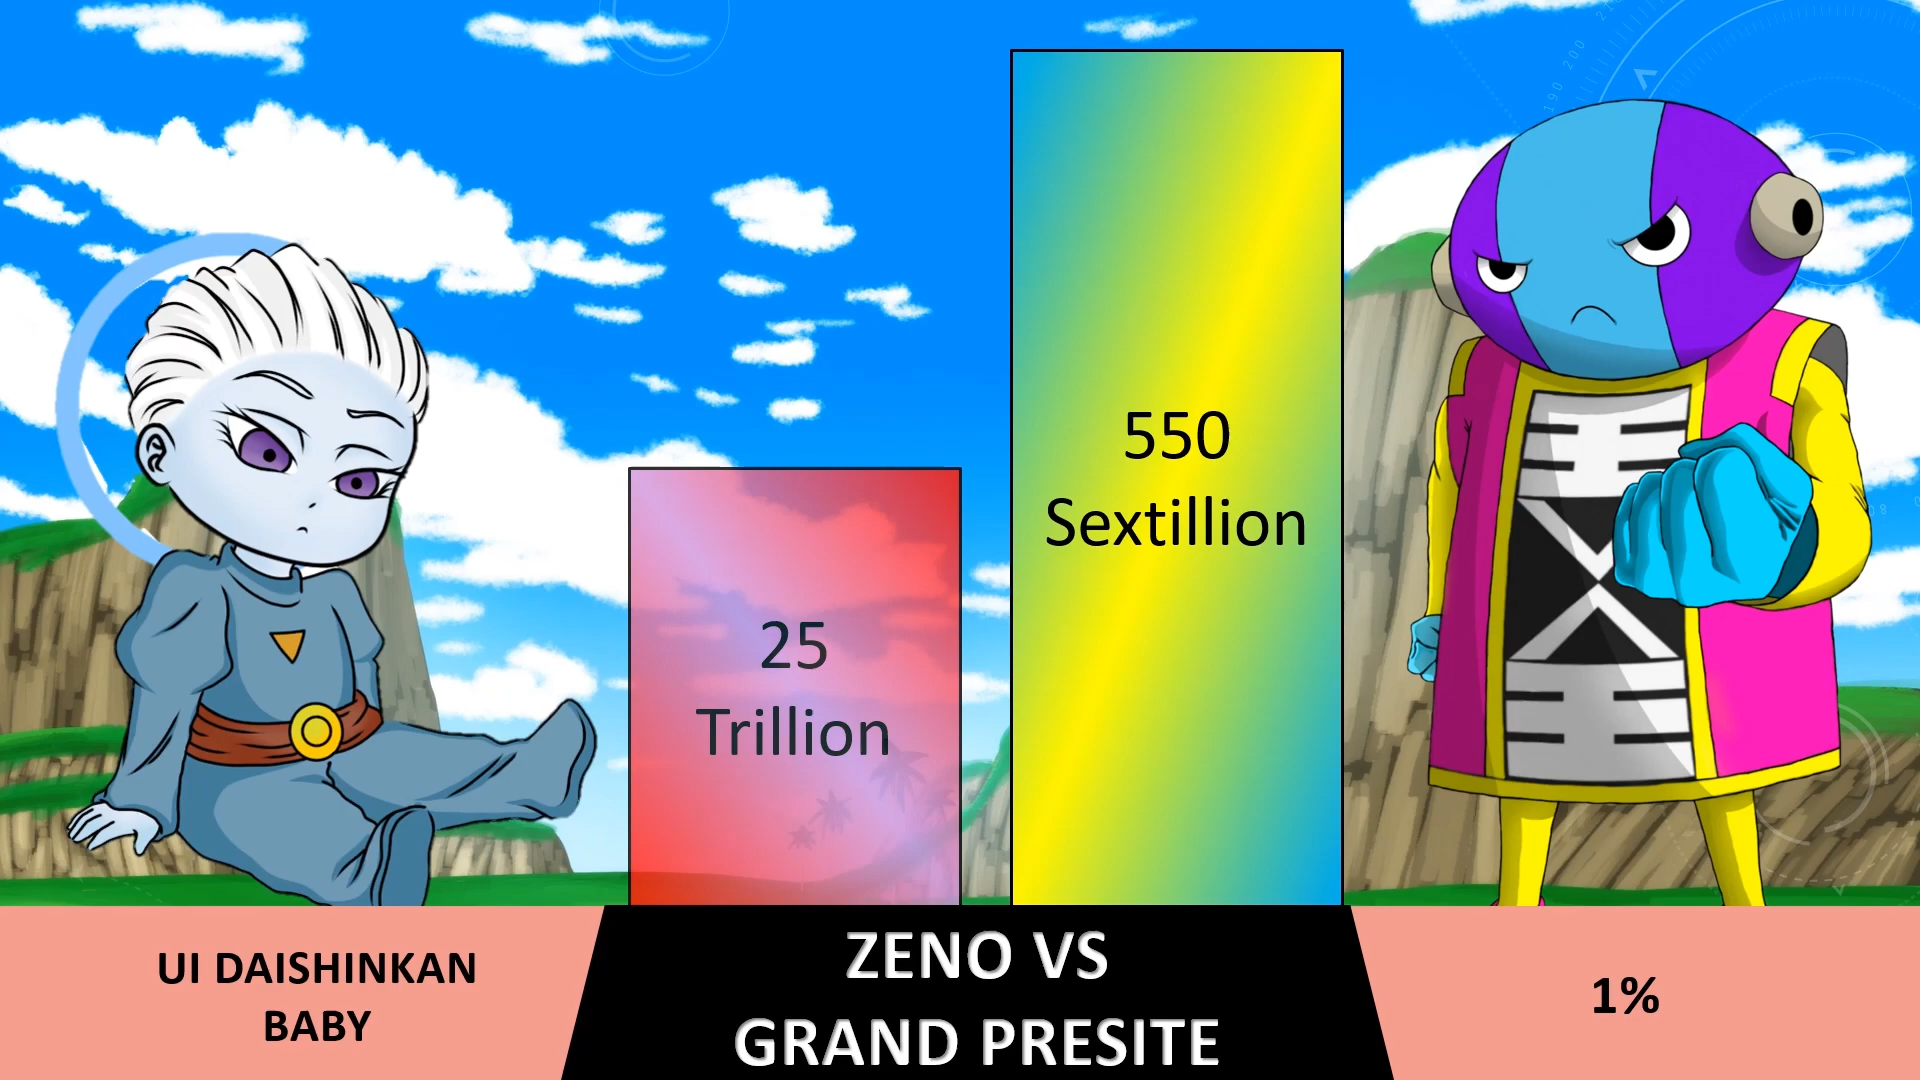 550
Sextillion
25
Trillion
UI DAISHINKAN
BABY
ZENO VS
GRAND PRESITE
1%